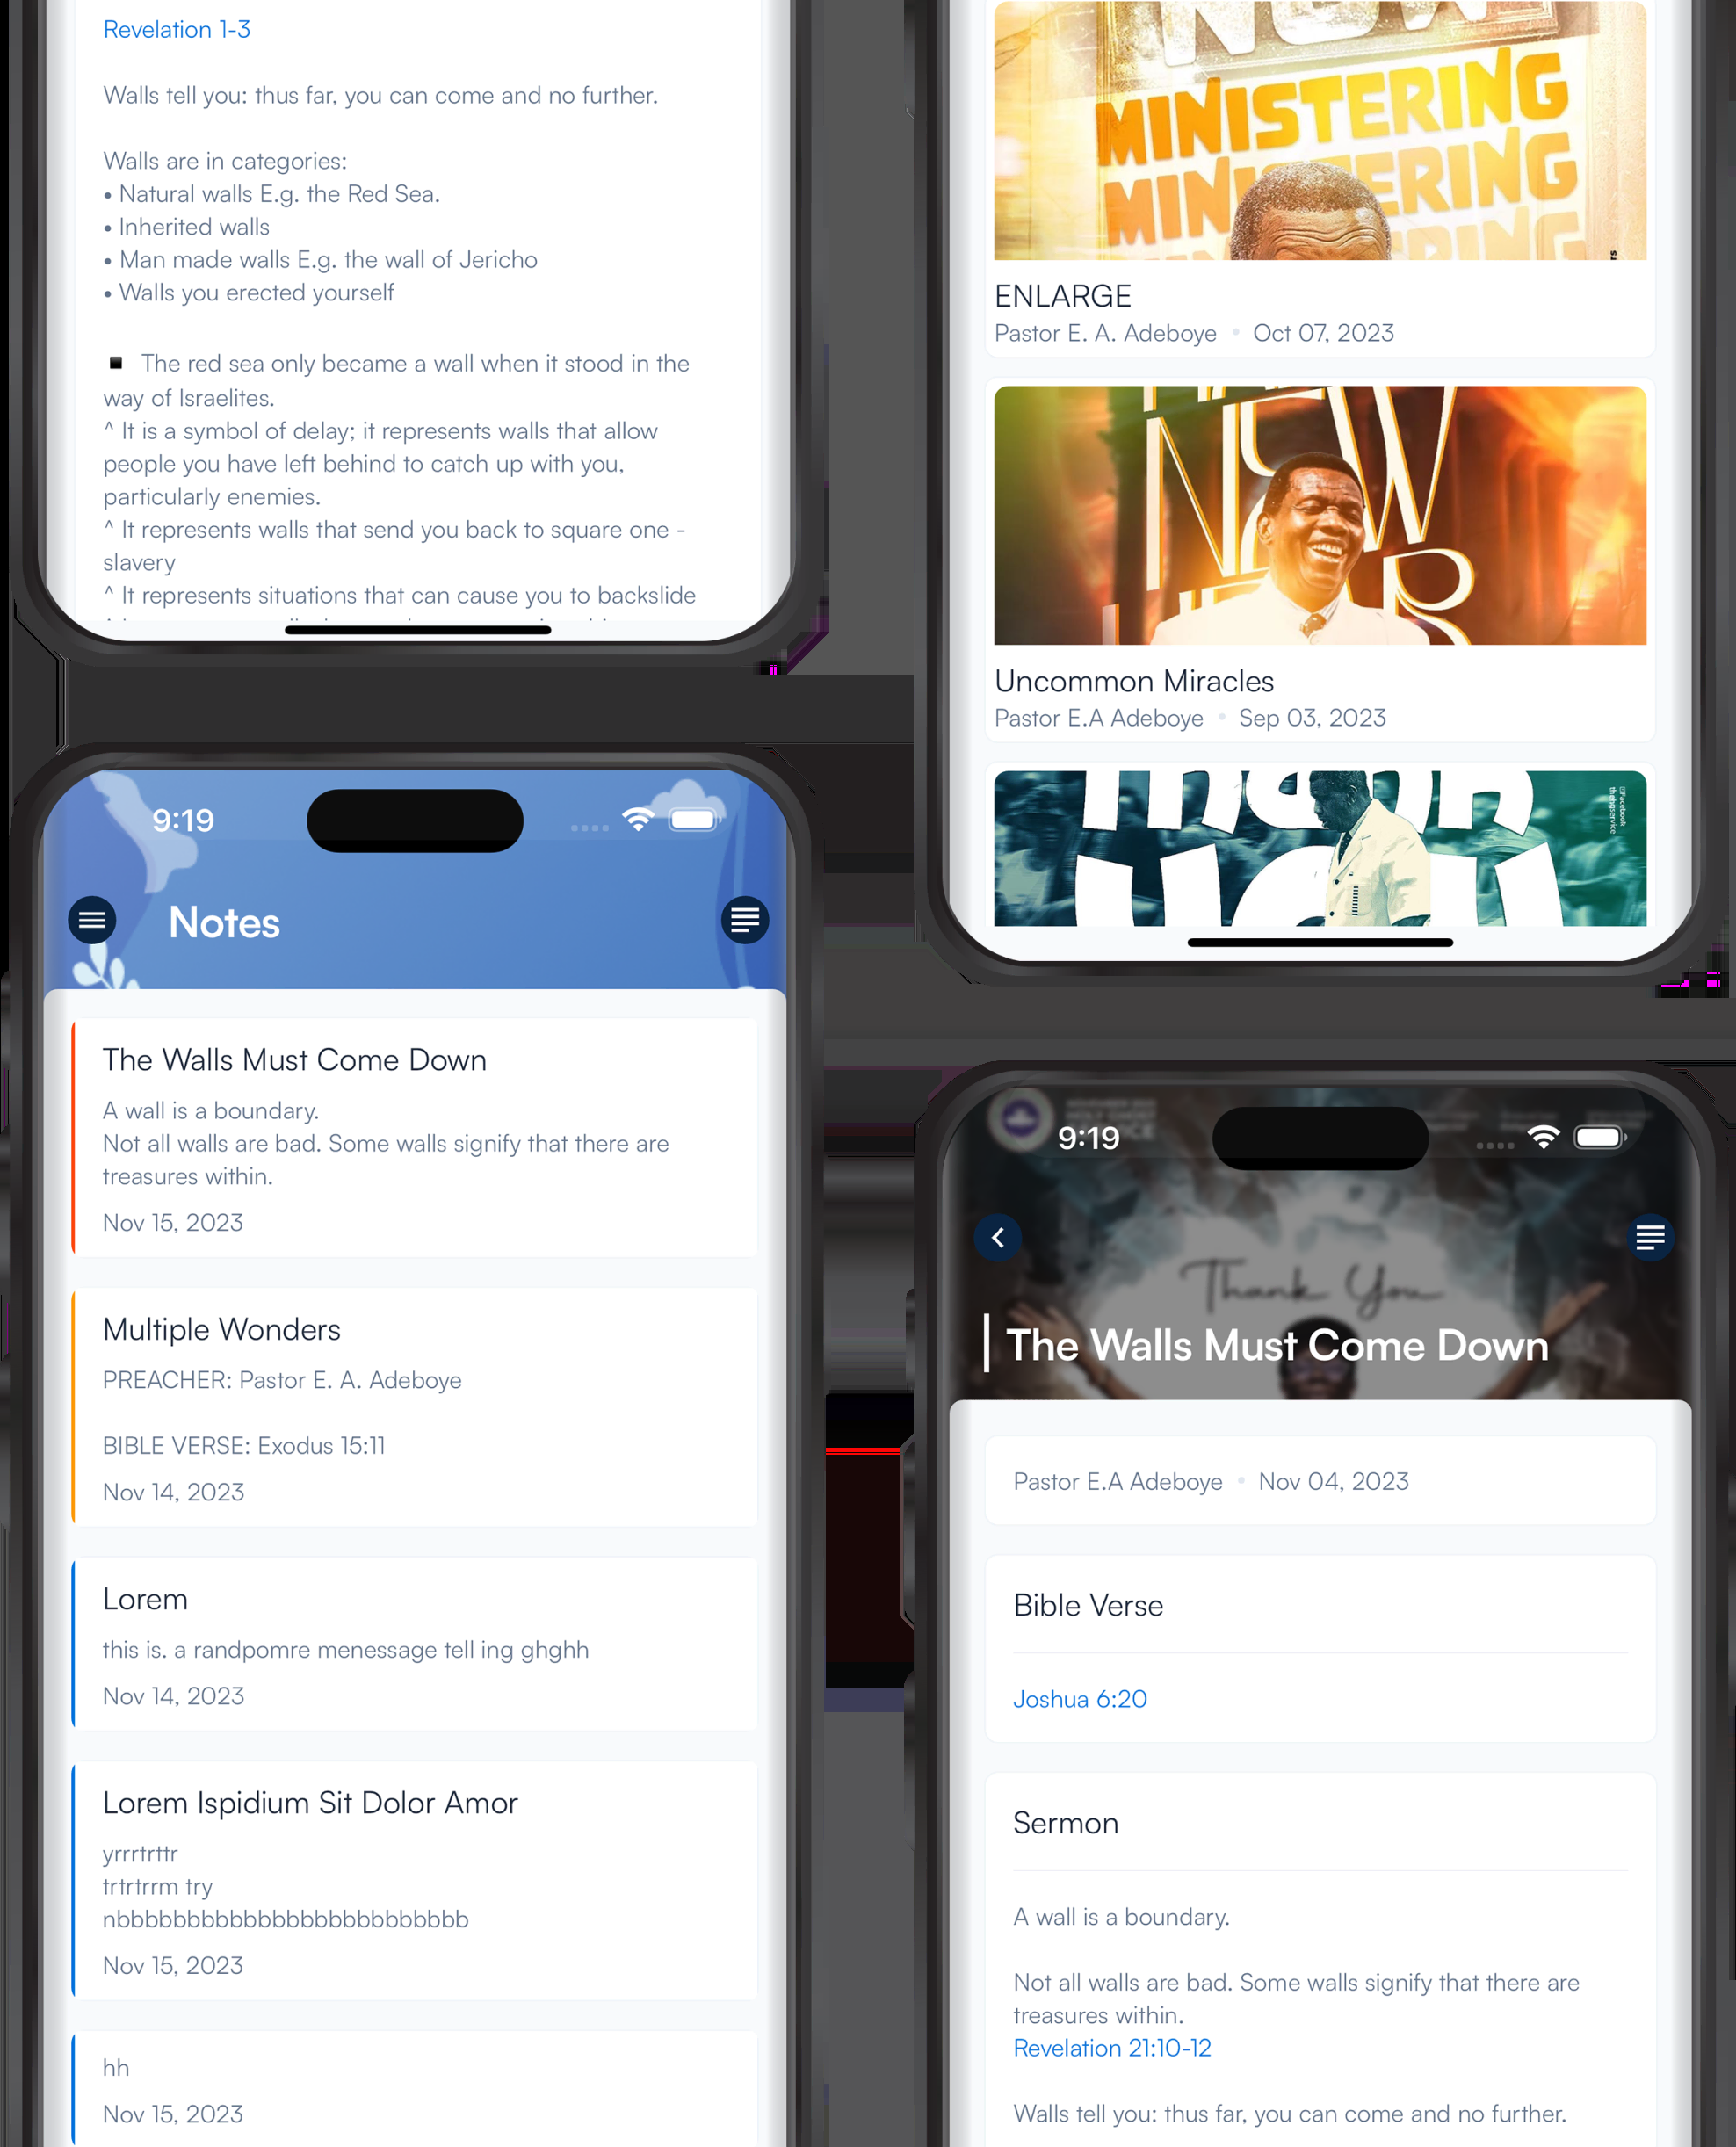 Revelation 1-3
Walls tell you: thus far, you can come and no further.
Walls are in categories:
• Natural walls E.g. the Red Sea.
• Inherited walls
• Man made walls E.g. the wall of Jericho
• Walls you erected yourself
▪ The red sea only became a wall when it stood in the
way of Israelites.
^ It is a symbol of delay; it represents walls that allow
people you have left behind to catch up with you,
particularly enemies.
^ It represents walls that send you back to square one -
slavery
^ It represents situations that can cause you to backslide
9:19
Notes
The Walls Must Come Down
A wall is a boundary.
Not all walls are bad. Some walls signify that there are
treasures within.
Nov 15, 2023
Multiple Wonders
PREACHER: Pastor E. A. Adeboye
BIBLE VERSE: Exodus 15:11
Nov 14, 2023
Lorem
this is. a randpomre menessage tell ing ghghh
Nov 14, 2023
Lorem Ispidium Sit Dolor Amor
yrrrtrttr
trtrtrrm try
nbbbbbbbbbbbbbbbbbbbbbbbbb
Nov 15, 2023
hh
Nov 15, 2023
NOW
MINISTERING
MINISTERING
ENLARGE
Pastor E. A. Adeboye • Oct 07, 2023
NEW
YEAR
Uncommon Miracles
Pastor E.A Adeboye • Sep 03, 2023
Thank
You
Facebook
thehgservice
9:19
Thank You
The Walls Must Come Down
Pastor E.A Adeboye • Nov 04, 2023
Bible Verse
Joshua 6:20
Sermon
A wall is a boundary.
Not all walls are bad. Some walls signify that there are
treasures within.
Revelation 21:10-12
Walls tell you: thus far, you can come and no further.